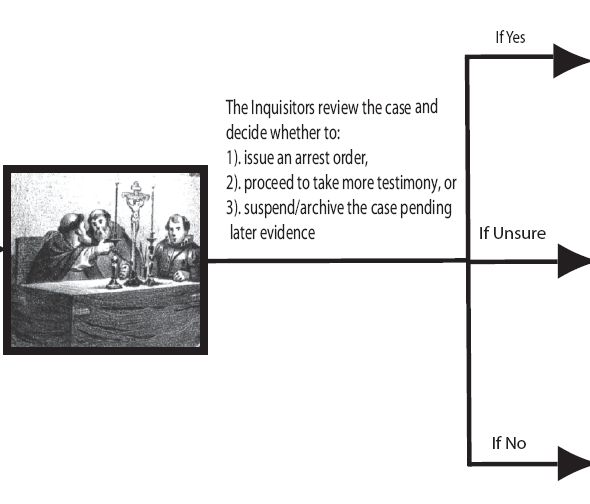 If Yes
The Inquisitors review the case and
decide whether to:
1). issue an arrest order,
2). proceed to take more testimony, or
3). suspend/archive the case pending
later evidence
If Unsure
If No